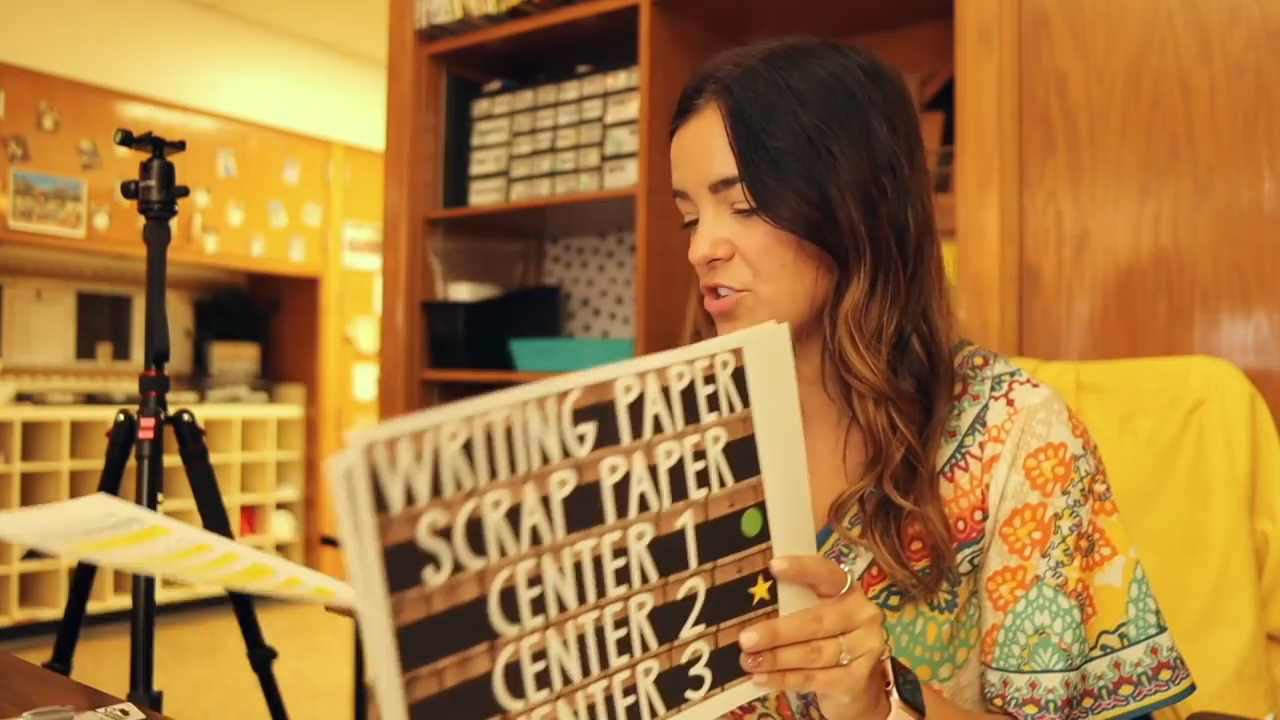 WRITING PAPER
SCRAP PAPER
CENTER 1
CENTER 2
CENTER 3